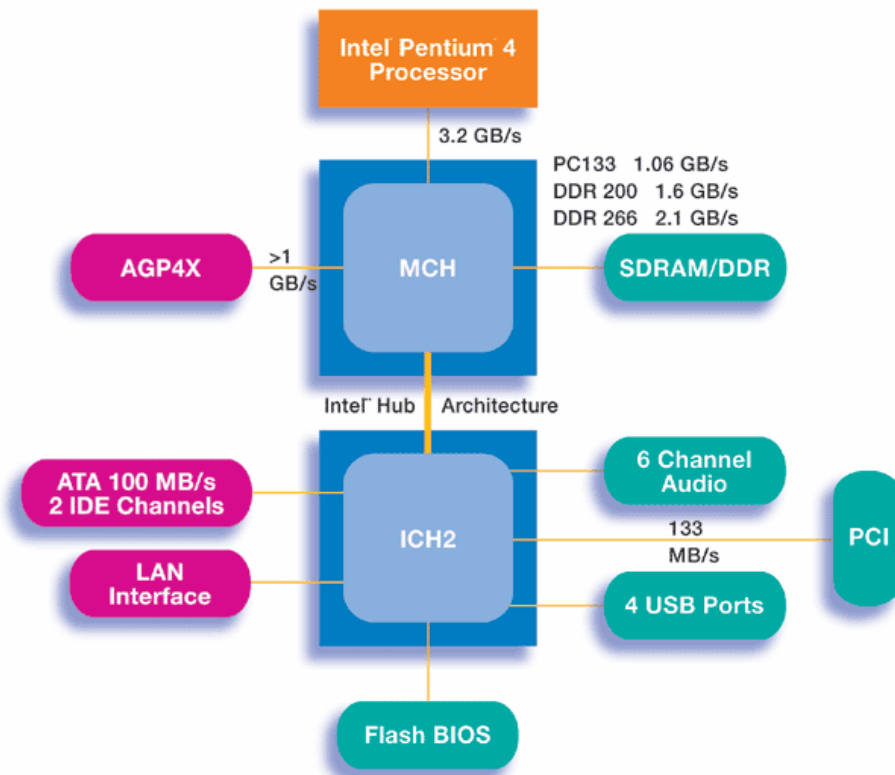 Intel® Pentium® 4
Processor
3.2 GB/s
PC133 1.06 GB/s
DDR 200 1.6 GB/s
DDR 266 2.1 GB/s
AGP4X
>1
GB/s
MCH
SDRAM/DDR
Intel® Hub Architecture
ATA 100 MB/s
2 IDE Channels
6 Channel
Audio
ICH2
133
MB/s
PCI
LAN
Interface
4 USB Ports
Flash BIOS